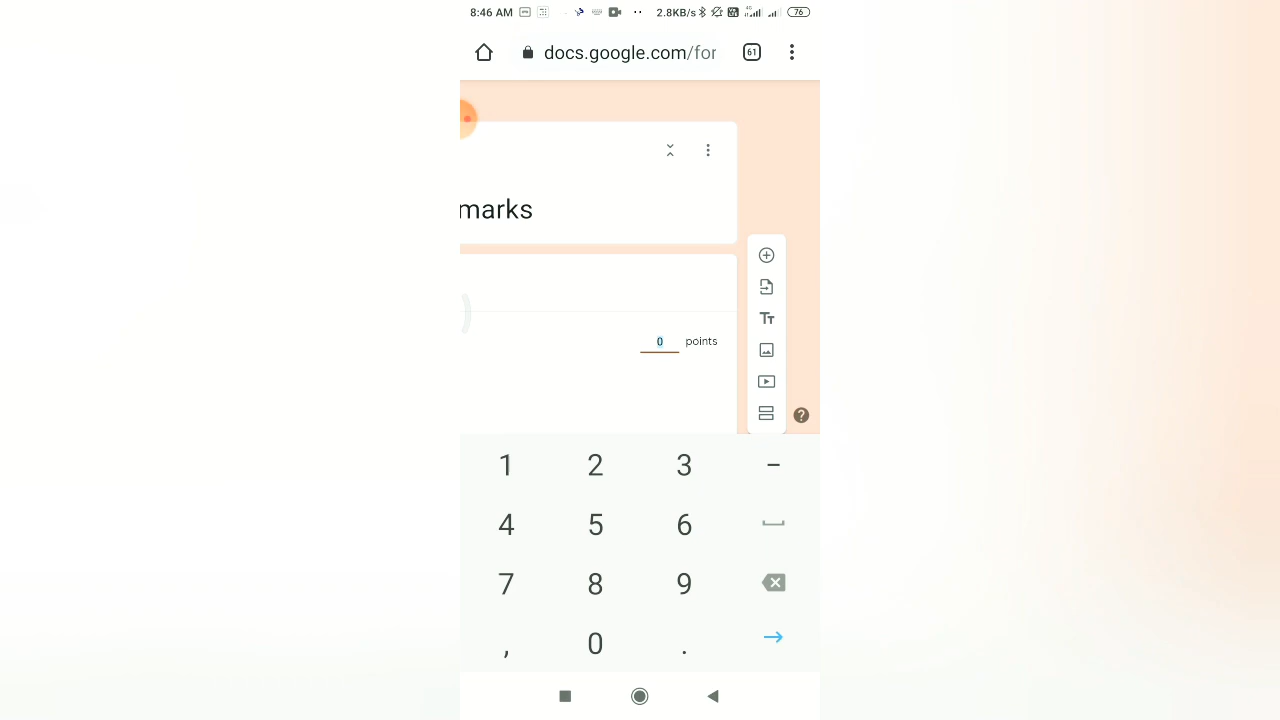 8:46 AM 2.8KB/s 4G 76
docs.google.com/for 61
marks
0 points
1 2 3 -
4 5 6
7 8 9
, 0 .